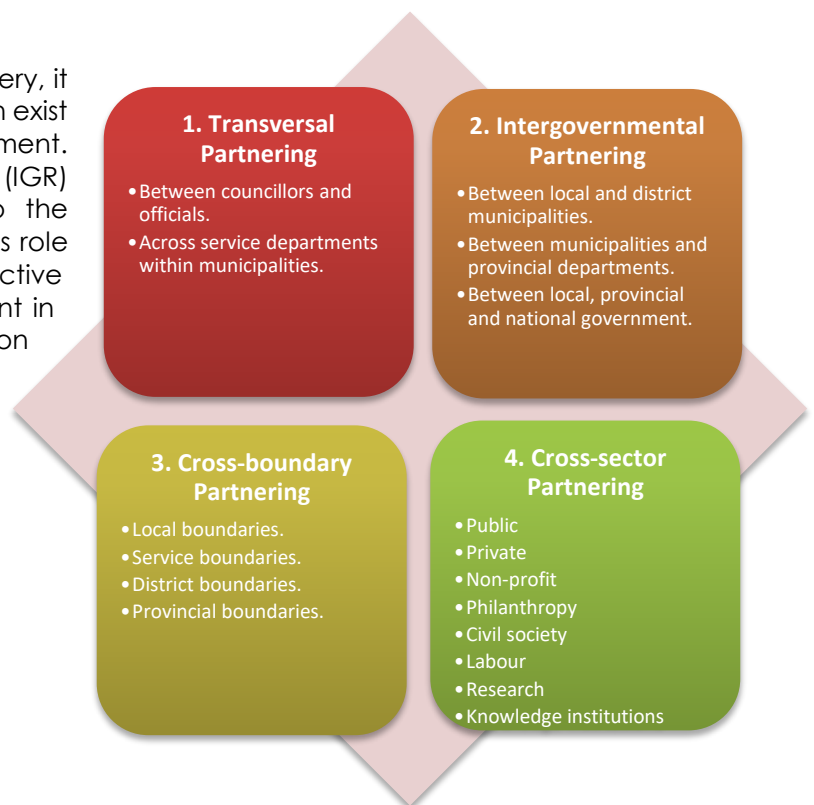 ery, it
exist
ment.
(IGR)
the
s role
ctive
nt in
on
1. Transversal
Partnering
•Between councillors and
officials.
•Across service departments
within municipalities.
2. Intergovernmental
Partnering
•Between local and district
municipalities.
•Between municipalities and
provincial departments.
•Between local, provincial
and national government.
3. Cross-boundary
Partnering
•Local boundaries.
•Service boundaries.
•District boundaries.
•Provincial boundaries.
4. Cross-sector
Partnering
•Public
•Private
•Non-profit
•Philanthropy
•Civil society
•Labour
•Research
•Knowledge institutions